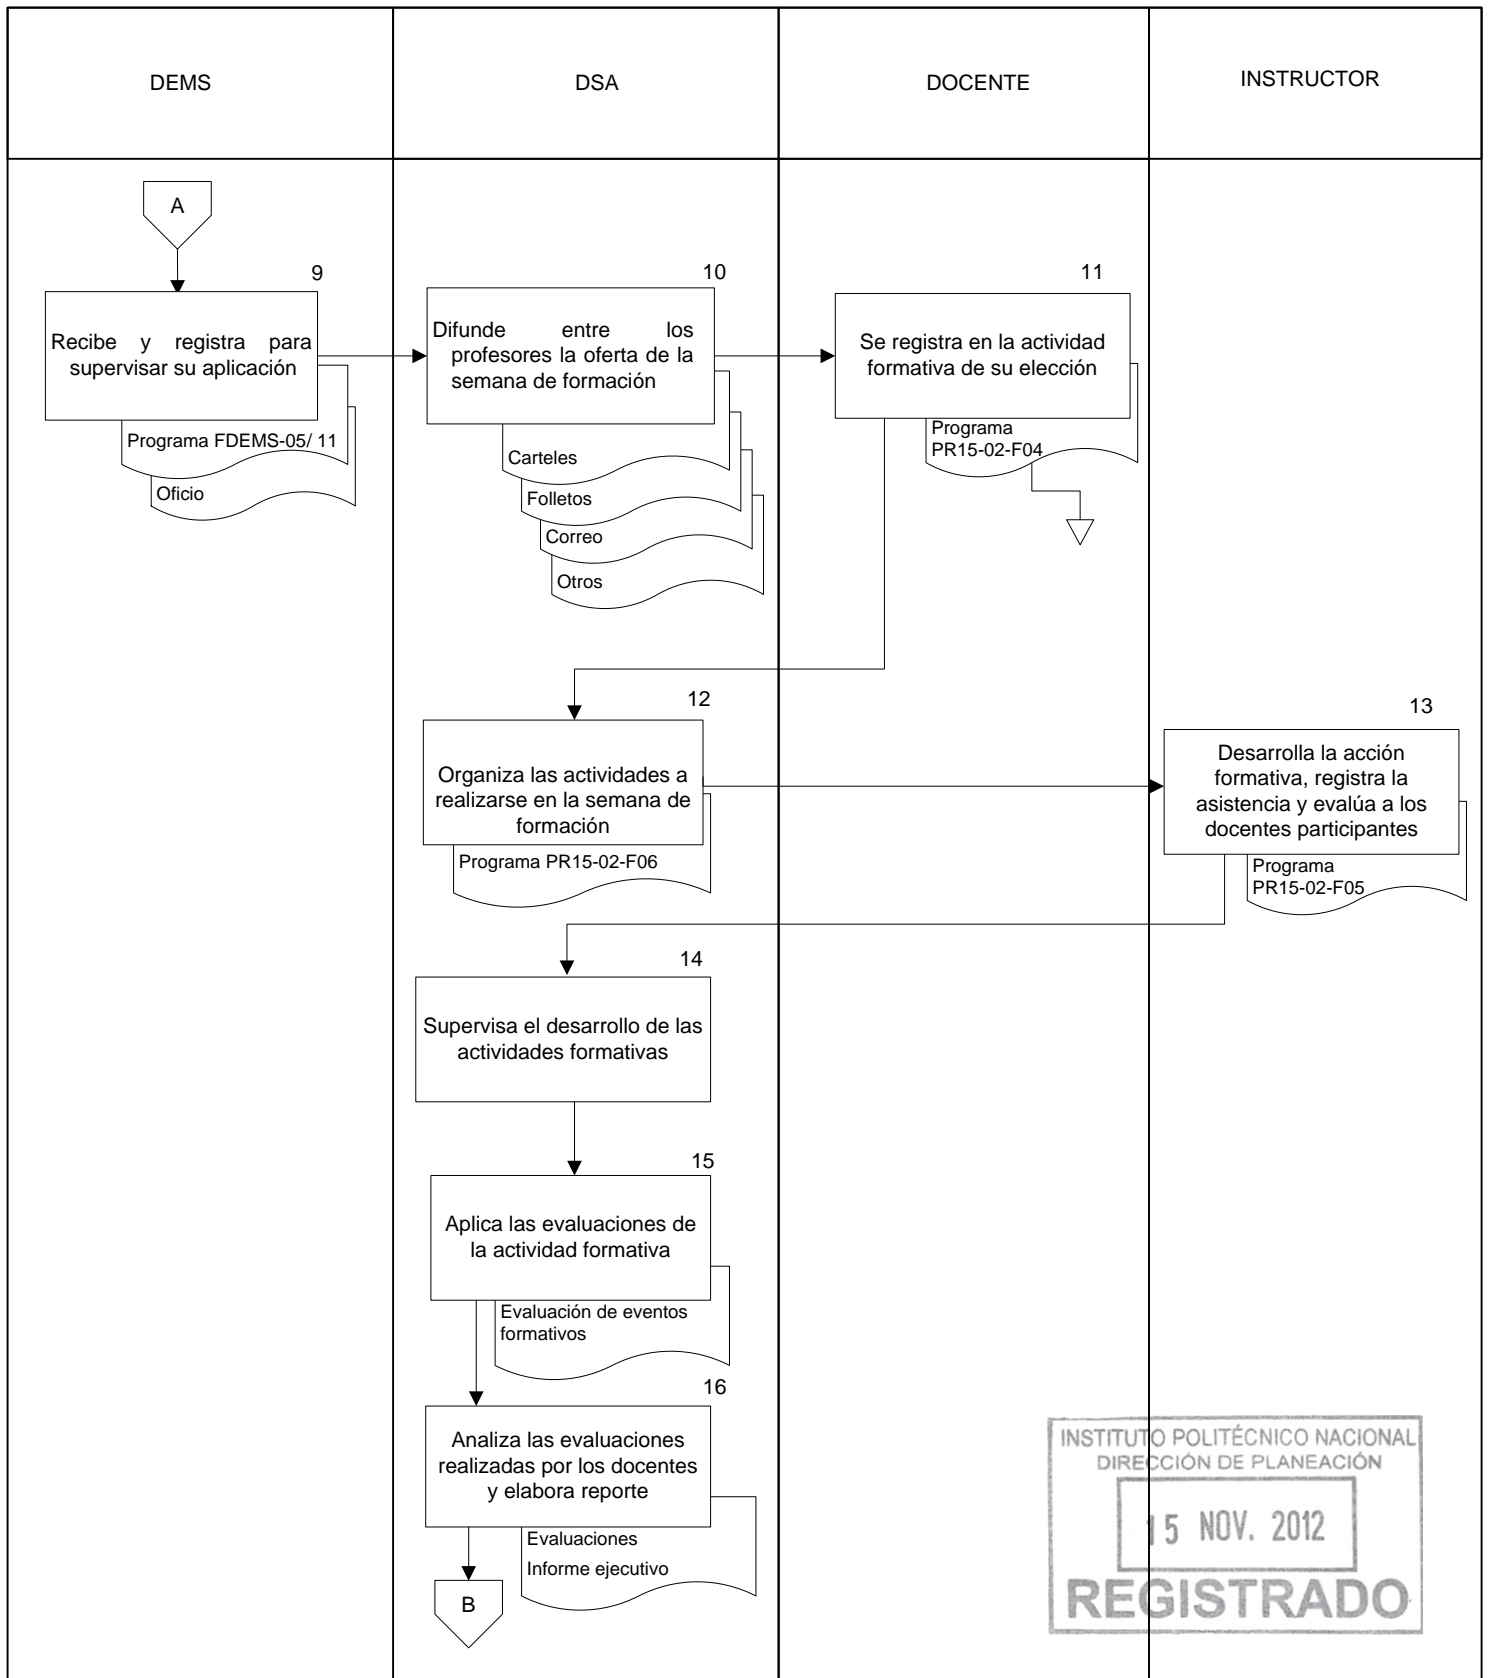 DEMS
DSA
DOCENTE
INSTRUCTOR
A
9
Recibe y registra para
supervisar su aplicación
Programa FDEMS-05/ 11
Oficio
10
Difunde entre los
profesores la oferta de la
semana de formación
Carteles
Folletos
Correo
Otros
11
Se registra en la actividad
formativa de su elección
Programa
PR15-02-F04
12
Organiza las actividades a
realizarse en la semana de
formación
Programa PR15-02-F06
13
Desarrolla la acción
formativa, registra la
asistencia y evalúa a los
docentes participantes
Programa
PR15-02-F05
14
Supervisa el desarrollo de las
actividades formativas
15
Aplica las evaluaciones de
la actividad formativa
Evaluación de eventos
formativos
16
Analiza las evaluaciones
realizadas por los docentes
y elabora reporte
Evaluaciones
Informe ejecutivo
B
INSTITUTO POLITÉCNICO NACIONAL
DIRECCIÓN DE PLANEACIÓN
15 NOV. 2012
REGISTRADO